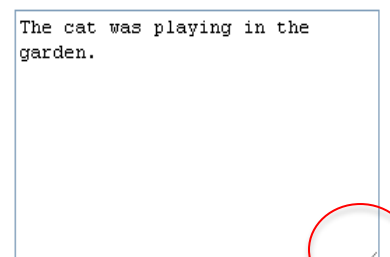 The cat was playing in the
garden.